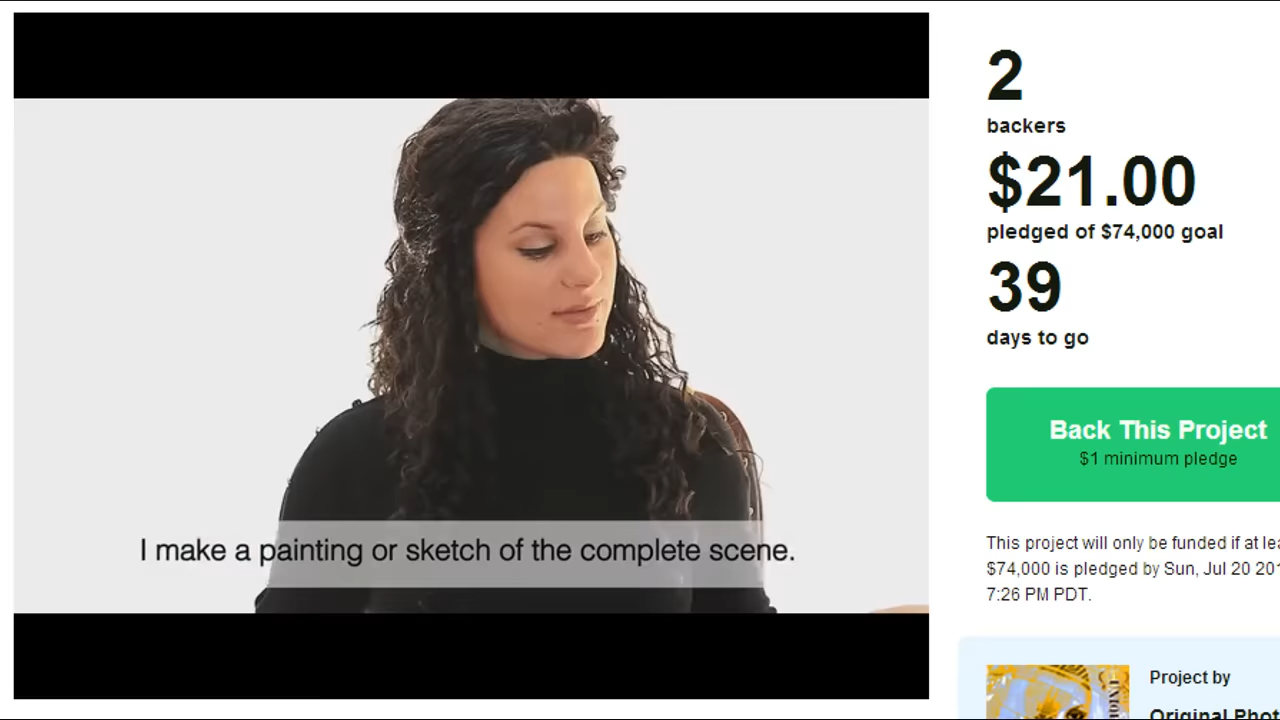 I make a painting or sketch of the complete scene.
2
backers
$21.00
pledged of $74,000 goal
39
days to go
Back This Project
$1 minimum pledge
This project will only be funded if at
$74,000 is pledged by Sun, Jul 20
7:26 PM PDT.
Project by
Original